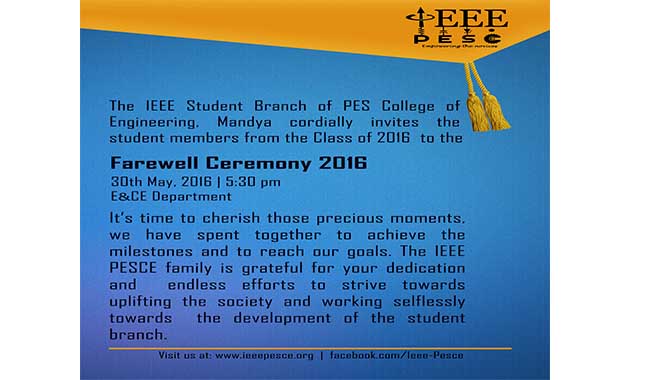 IEEE
PESC
Empowering the novices
The IEEE Student Branch of PES College of
Engineering, Mandya cordially invites the
student members from the Class of 2016 to the
Farewell Ceremony 2016
30th May, 2016 | 5:30 pm
E&CE Department
It's time to cherish those precious moments,
we have spent together to achieve the
milestones and to reach our goals. The IEEE
PESCE family is grateful for your dedication
and endless efforts to strive towards
uplifting the society and working selflessly
towards the development of the student
branch.
Visit us at: www.ieeepesce.org | facebook.com/Ieee-Pesce